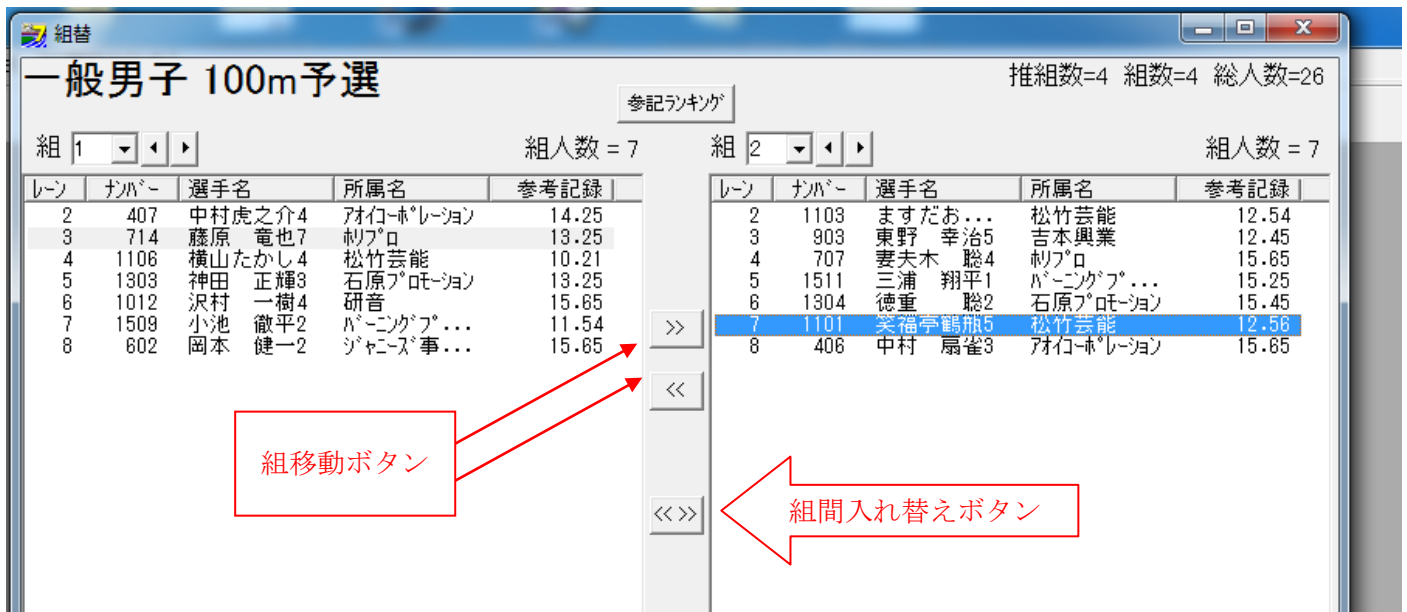 組替
一般男子 100m予選
推組数=4 組数=4 総人数=26
参記ランキング
組 1
組人数 = 7
組 2
組人数 = 7
レーン ナンバー 選手名 所属名 参考記録
2 407 中村虎之介4 アオイコーポレーション 14.25
3 714 藤原 竜也7 ホリプロ 13.25
4 1106 横山たかし4 松竹芸能 10.21
5 1303 神田 正輝3 石原プロモーション 13.25
6 1012 沢村 一樹4 研音 15.65
7 1509 小池 徹平2 バーニングプ... 11.54
8 602 岡本 健一2 ジャニーズ事... 15.65
レーン ナンバー 選手名 所属名 参考記録
2 1103 ますだお... 松竹芸能 12.54
3 903 東野 幸治5 吉本興業 12.45
4 707 妻夫木 聡4 ホリプロ 15.65
5 1511 三浦 翔平1 バーニングプ... 15.25
6 1304 徳重 聡2 石原プロモーション 15.45
7 1101 笑福亭鶴瓶5 松竹芸能 12.56
8 406 中村 扇雀3 アオイコーポレーション 15.65
>>
<<
<< >>
組移動ボタン
組間入れ替えボタン